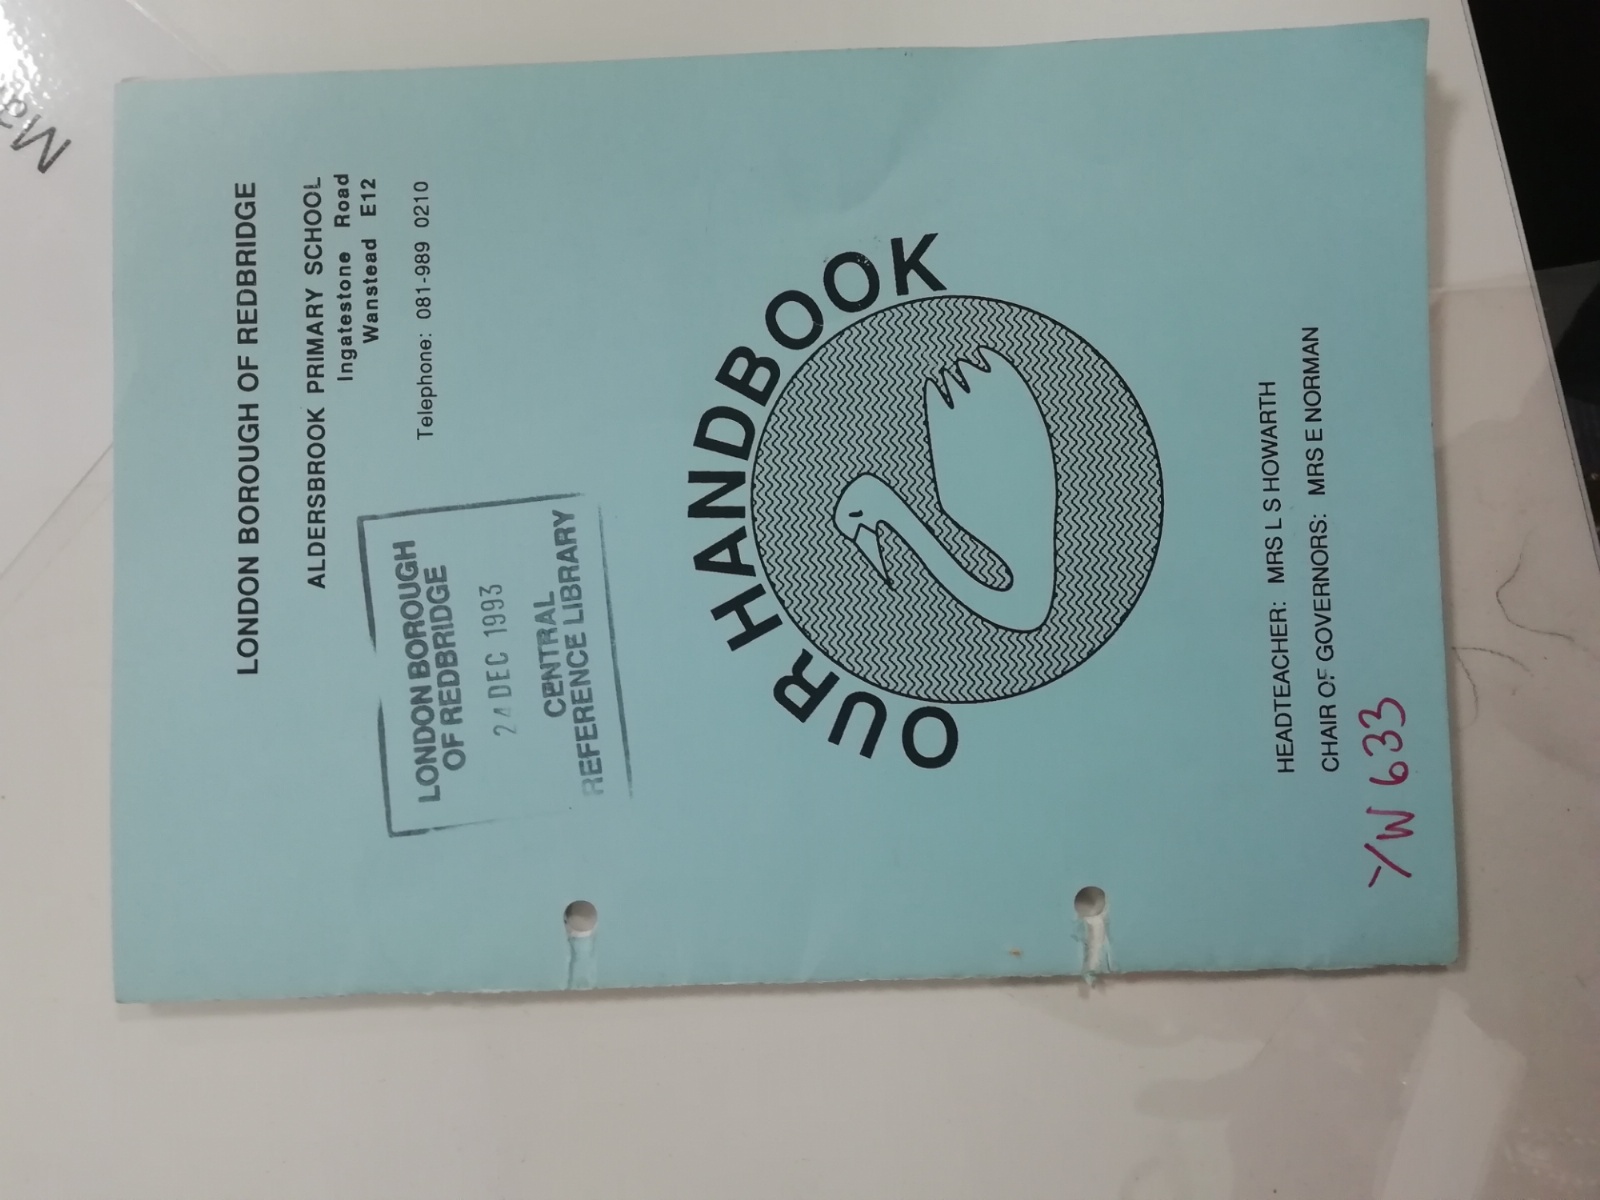 LONDON BOROUGH OF REDBRIDGE
ALDERSBROOK PRIMARY SCHOOL
Ingatestone Road
Wanstead E12
Telephone: 081-989 0210
LONDON BOROUGH
OF REDBRIDGE
24 DEC 1993
CENTRAL
REFERENCE LIBRARY
OUR HANDBOOK
HEADTEACHER: MRS L S HOWARTH
CHAIR OF GOVERNORS: MRS E NORMAN
YW 633